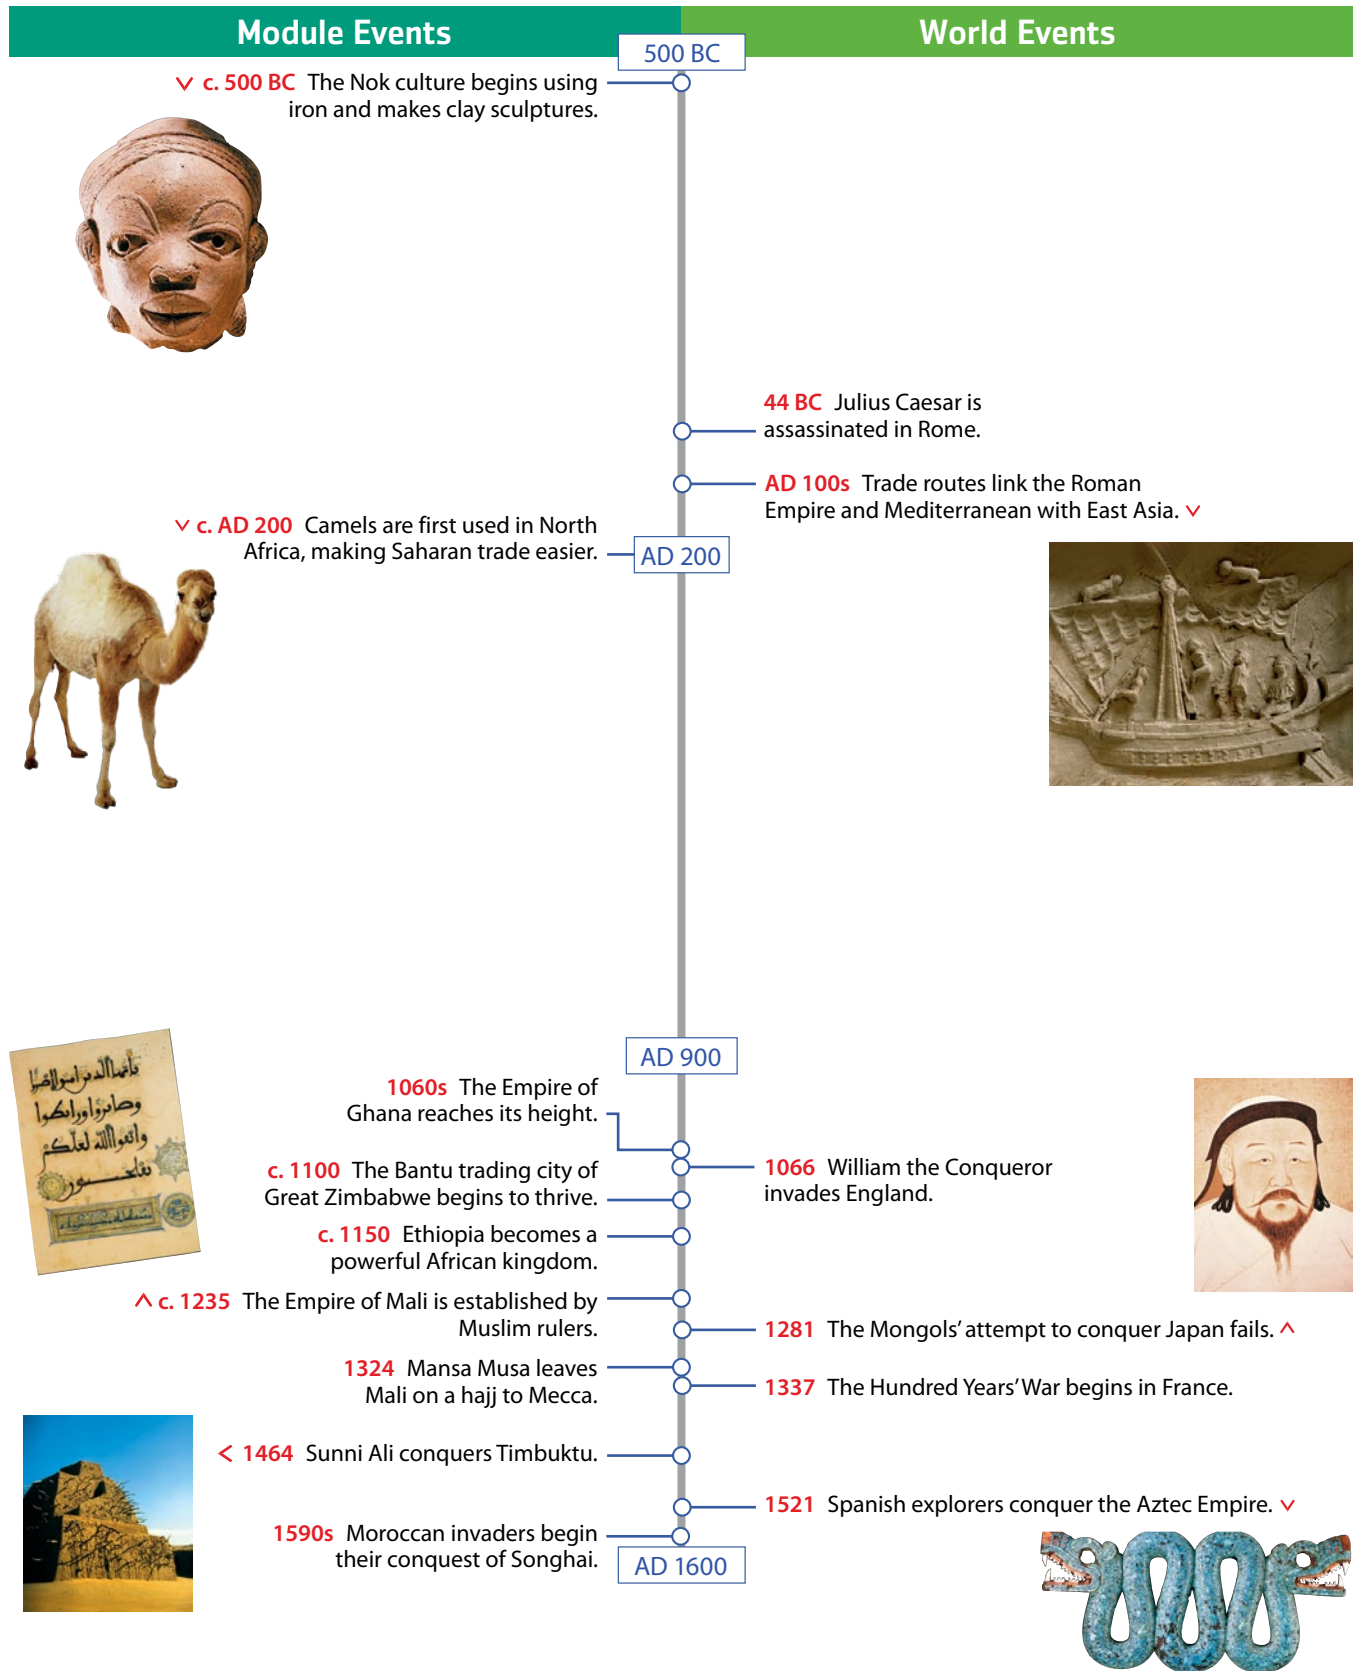 Module Events
World Events
500 BC
c. 500 BC The Nok culture begins using
iron and makes clay sculptures.
44 BC Julius Caesar is
assassinated in Rome.
AD 100s Trade routes link the Roman
Empire and Mediterranean with East Asia.
c. AD 200 Camels are first used in North
Africa, making Saharan trade easier.
AD 200
AD 900
1060s The Empire of
Ghana reaches its height.
1066 William the Conqueror
invades England.
c. 1100 The Bantu trading city of
Great Zimbabwe begins to thrive.
c. 1150 Ethiopia becomes a
powerful African kingdom.
c. 1235 The Empire of Mali is established by
Muslim rulers.
1281 The Mongols’ attempt to conquer Japan fails.
1324 Mansa Musa leaves
Mali on a hajj to Mecca.
1337 The Hundred Years’ War begins in France.
1464 Sunni Ali conquers Timbuktu.
1521 Spanish explorers conquer the Aztec Empire.
1590s Moroccan invaders begin
their conquest of Songhai.
AD 1600